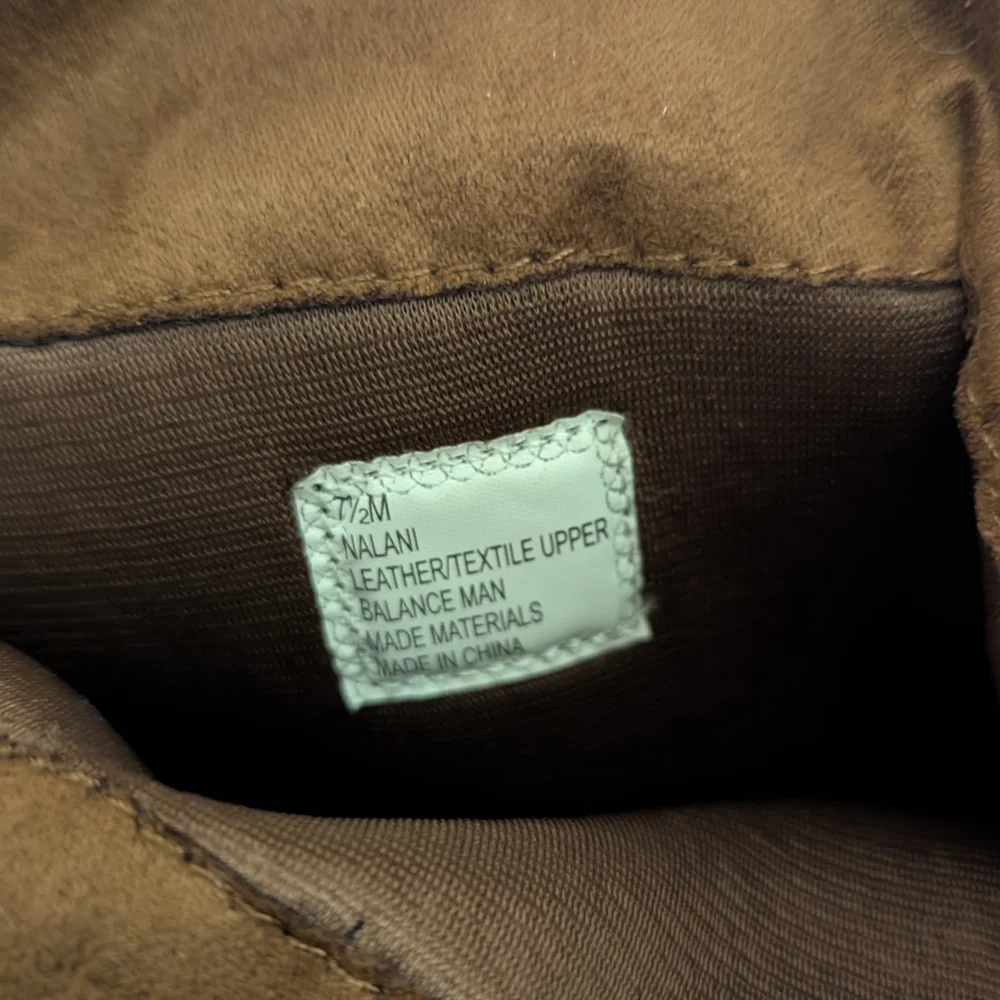 7½M
NALANI
LEATHER/TEXTILE UPPER
BALANCE MAN
MADE MATERIALS
MADE IN CHINA